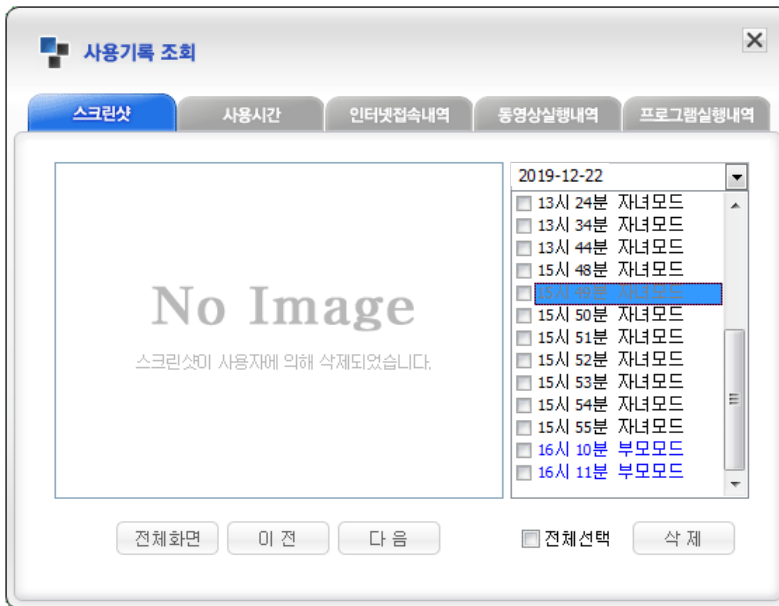 사용기록 조회
스크린샷 사용시간 인터넷접속내역 동영상실행내역 프로그램실행내역
2019-12-22
13시 24분 자녀모드
13시 34분 자녀모드
13시 44분 자녀모드
15시 48분 자녀모드
15시 49분 자녀모드
15시 50분 자녀모드
15시 51분 자녀모드
15시 52분 자녀모드
15시 53분 자녀모드
15시 54분 자녀모드
15시 55분 자녀모드
16시 10분 부모모드
16시 11분 부모모드
No Image
스크린샷이 사용자에 의해 삭제되었습니다.
전체화면 이 전 다 음 전체선택 삭 제